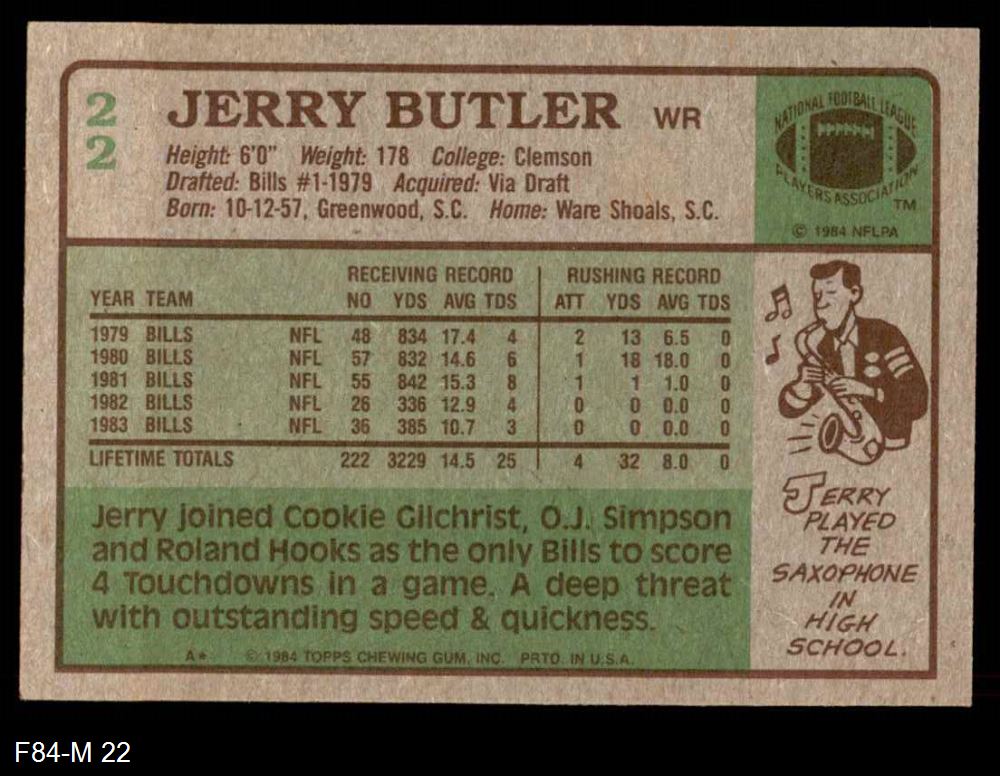 22
JERRY BUTLER WR
Height: 6'0" Weight: 178 College: Clemson
Drafted: Bills #1-1979 Acquired: Via Draft
Born: 10-12-57, Greenwood, S.C. Home: Ware Shoals, S.C.
NATIONAL FOOTBALL LEAGUE
PLAYERS ASSOCIATION
TM
© 1984 NFLPA
RECEIVING RECORD RUSHING RECORD
YEAR TEAM NO YDS AVG TDS ATT YDS AVG TDS
1979 BILLS NFL 48 834 17.4 4 2 13 6.5 0
1980 BILLS NFL 57 832 14.6 6 1 18 18.0 0
1981 BILLS NFL 55 842 15.3 8 1 1 1.0 0
1982 BILLS NFL 26 336 12.9 4 0 0 0.0 0
1983 BILLS NFL 36 385 10.7 3 0 0 0.0 0
LIFETIME TOTALS 222 3229 14.5 25 4 32 8.0 0
Jerry joined Cookie Gilchrist, O.J. Simpson
and Roland Hooks as the only Bills to score
4 Touchdowns in a game. A deep threat
with outstanding speed & quickness.
A* © 1984 TOPPS CHEWING GUM, INC. PRTD. IN U.S.A.
JERRY
PLAYED
THE
SAXOPHONE
IN
HIGH
SCHOOL.
F84-M 22